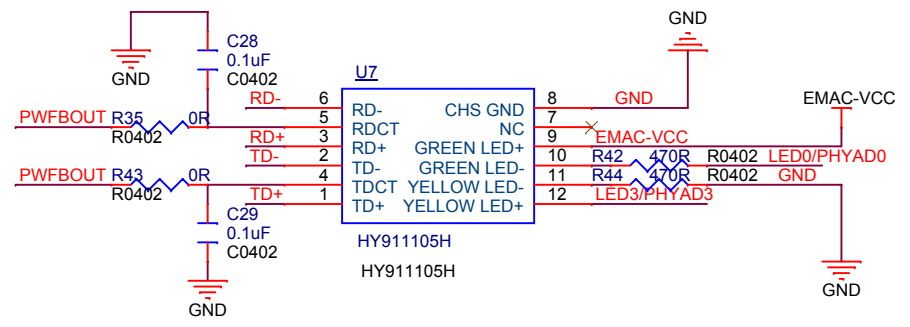 GND
C28
0.1uF
C0402
GND
U7
GND
EMAC-VCC
RD-
6
RD-
CHS GND
8
GND
PWFBOUT
R35
0R
R0402
5
RDCT
NC
7
RD+
3
RD+
GREEN LED+
9
EMAC-VCC
TD-
2
TD-
GREEN LED-
10
R42
470R
R0402
LED0/PHYAD0
PWFBOUT
R43
0R
R0402
4
TDCT
YELLOW LED-
11
R44
470R
R0402
GND
TD+
1
TD+
YELLOW LED+
12
LED3/PHYAD3
C29
0.1uF
C0402
GND
HY911105H
HY911105H
GND